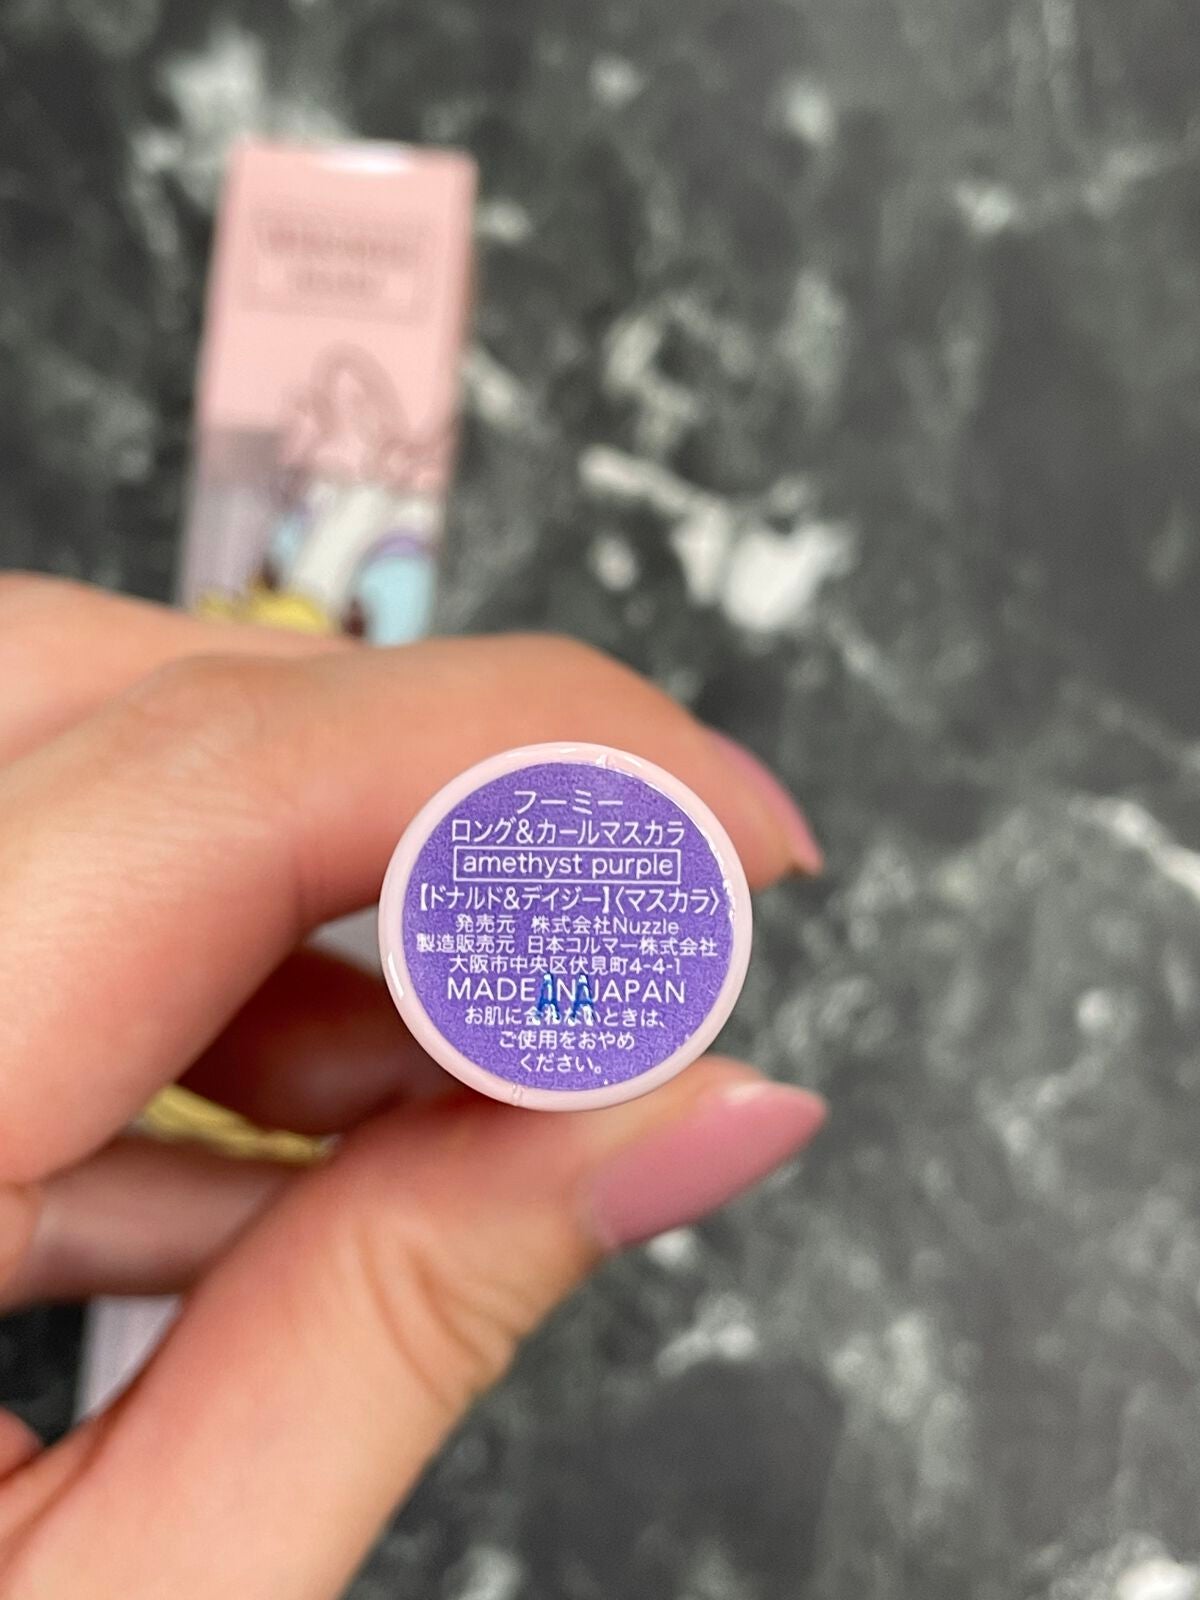 フーミー
ロング&カールマスカラ
amethyst purple
【ドナルド&デイジー】〈マスカラ〉
発売元 株式会社Nuzzle
製造販売元 日本コルマー株式会社
大阪市中央区伏見町4-4-1
MADE IN JAPAN
AA
お肌に合わないときは、
ご使用をおやめ
ください。